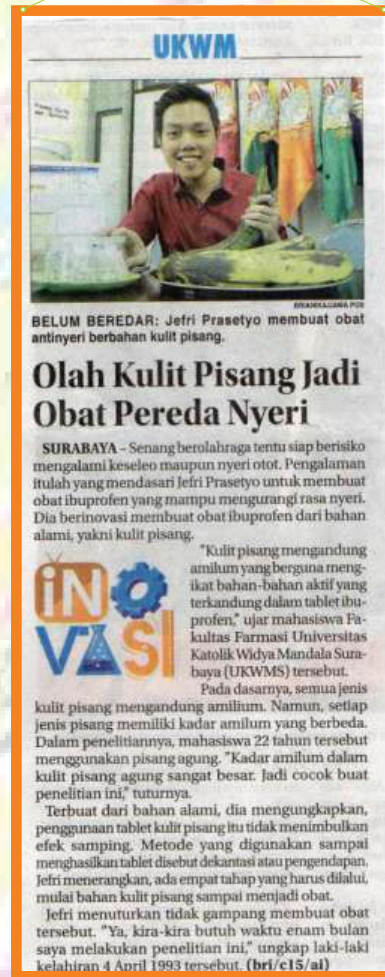 UKWM
BELUM BEREDAR: Jefri Prasetyo membuat obat
antinyeri berbahan kulit pisang.
Olah Kulit Pisang Jadi
Obat Pereda Nyeri
SURABAYA – Senang berolahraga tentu siap berisiko
mengalami keseleo maupun nyeri otot. Pengalaman
itulah yang mendasari Jefri Prasetyo untuk membuat
obat ibuprofen yang mampu mengurangi rasa nyeri.
Dia berinovasi membuat obat ibuprofen dari bahan
alami, yakni kulit pisang.
iNOVASI
"Kulit pisang mengandung
amilum yang berguna meng-
ikat bahan-bahan aktif yang
terkandung dalam tablet ibu-
profen," ujar mahasiswa Fa-
kultas Farmasi Universitas
Katolik Widya Mandala Sura-
baya (UKWMS) tersebut.
Pada dasarnya, semua jenis
kulit pisang mengandung amilium. Namun, setiap
jenis pisang memiliki kadar amilum yang berbeda.
Dalam penelitiannya, mahasiswa 22 tahun tersebut
menggunakan pisang agung. "Kadar amilum dalam
kulit pisang agung sangat besar. Jadi cocok buat
penelitian ini," tuturnya.
Terbuat dari bahan alami, dia mengungkapkan,
penggunaan tablet kulit pisang itu tidak menimbulkan
efek samping. Metode yang digunakan sampai
menghasilkan tablet disebut dekantasi atau pengendapan.
Jefri menerangkan, ada empat tahap yang harus dilalui,
mulai bahan kulit pisang sampai menjadi obat.
Jefri menuturkan tidak gampang membuat obat
tersebut. "Ya, kira-kira butuh waktu enam bulan
saya melakukan penelitian ini," ungkap laki-laki
kelahiran 4 April 1993 tersebut. (bri/c15/ai)